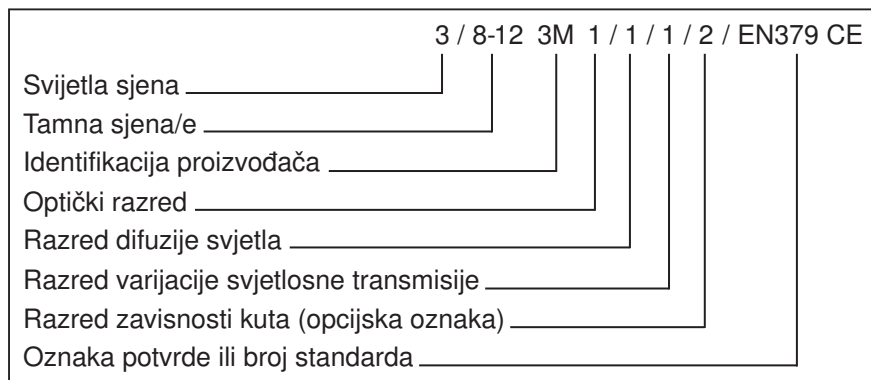 3 / 8-12 3M 1 / 1 / 1 / 2 / EN379 CE
Svijetla sjena
Tamna sjena/e
Identifikacija proizvođača
Optički razred
Razred difuzije svjetla
Razred varijacije svjetlosne transmisije
Razred zavisnosti kuta (opcijska oznaka)
Oznaka potvrde ili broj standarda